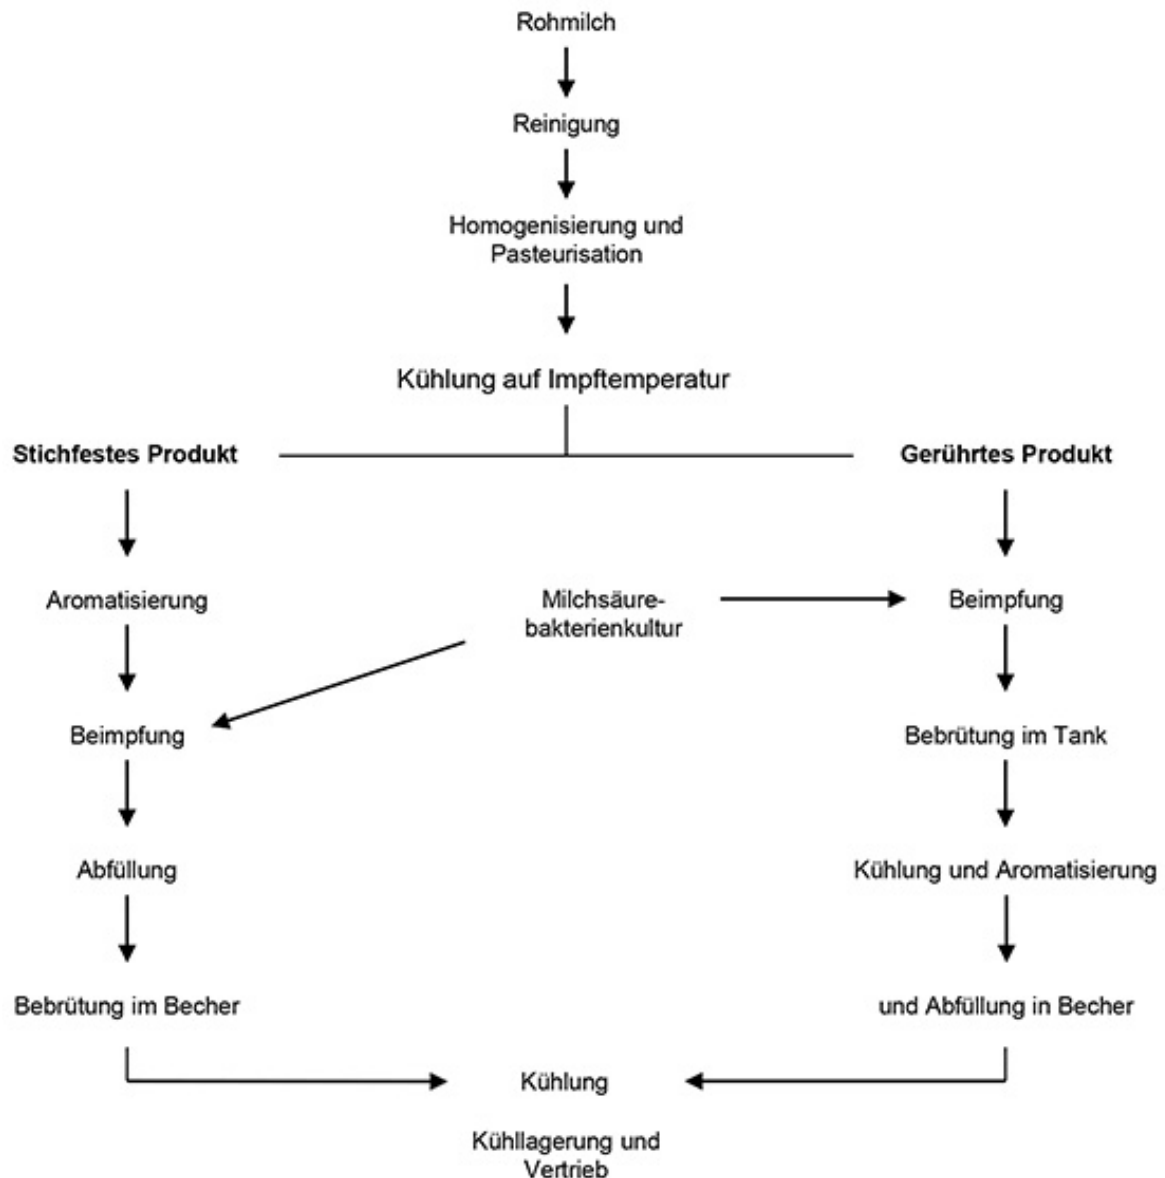 Rohmilch
Reinigung
Homogenisierung und
Pasteurisation
Kühlung auf Impftemperatur
Stichfestes Produkt
Gerührtes Produkt
Aromatisierung
Milchsäure-
bakterienkultur
Beimpfung
Beimpfung
Bebrütung im Tank
Abfüllung
Kühlung und Aromatisierung
Bebrütung im Becher
und Abfüllung in Becher
Kühlung
Kühllagerung und
Vertrieb